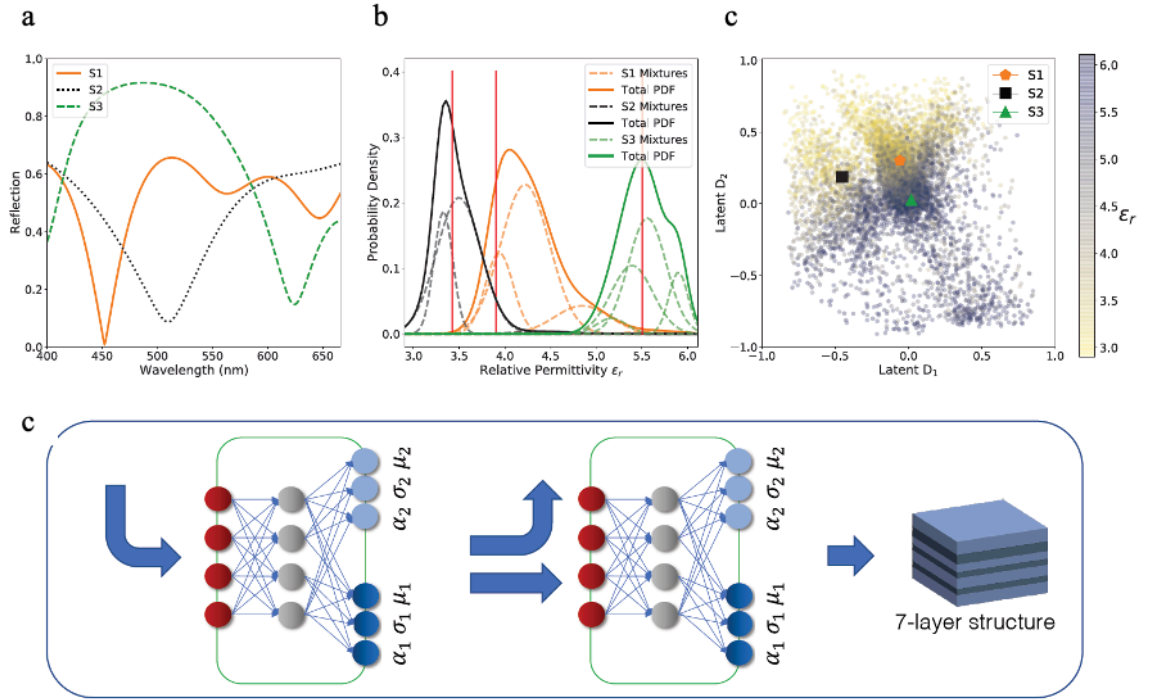 a
b
c
1.0
0.8
0.6
0.4
0.2
0.0
400
450
500
550
600
650
Reflection
Wavelength (nm)
S1
S2
S3
0.4
0.3
0.2
0.1
0.0
3.0
3.5
4.0
4.5
5.0
5.5
6.0
Probability Density
Relative Permittivity εr
S1 Mixtures
Total PDF
S2 Mixtures
Total PDF
S3 Mixtures
Total PDF
1.0
0.5
0.0
−0.5
−1.0
−1.0
−0.5
0.0
0.5
1.0
Latent D2
Latent D1
S1
S2
S3
6.0
5.5
5.0
4.5
4.0
3.5
3.0
εr
c
α2 σ2 μ2
α1 σ1 μ1
α2 σ2 μ2
α1 σ1 μ1
7-layer structure